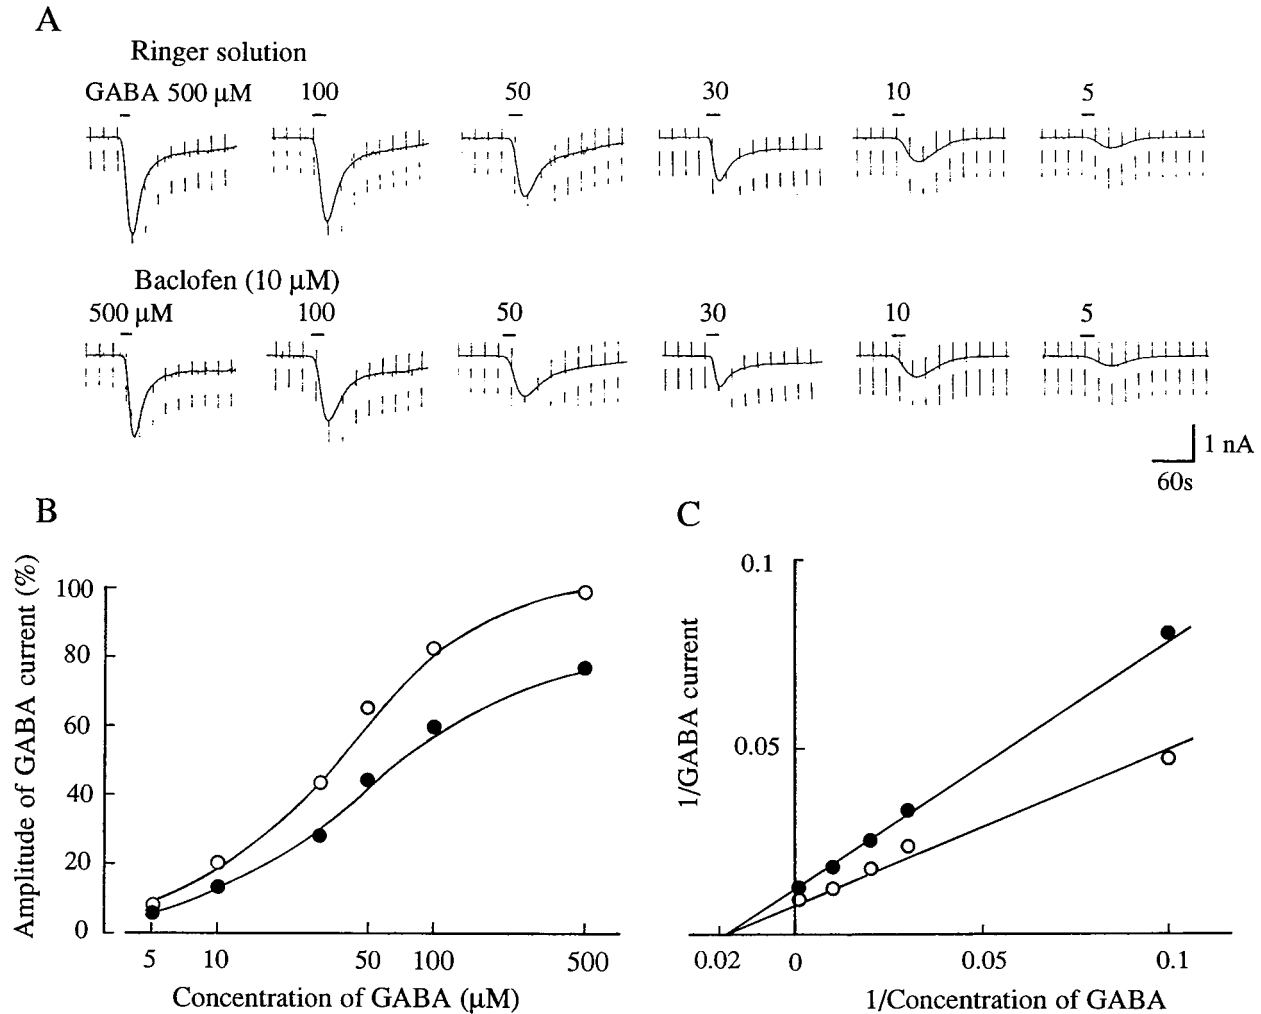 A
Ringer solution
GABA 500 μM 100 50 30 10 5
Baclofen (10 μM)
500 μM 100 50 30 10 5
1 nA
60s
B
Amplitude of GABA current (%)
100
80
60
40
20
0
5 10 50 100 500
Concentration of GABA (μM)
C
1/GABA current
0.1
0.05
0.02 0 0.05 0.1
1/Concentration of GABA